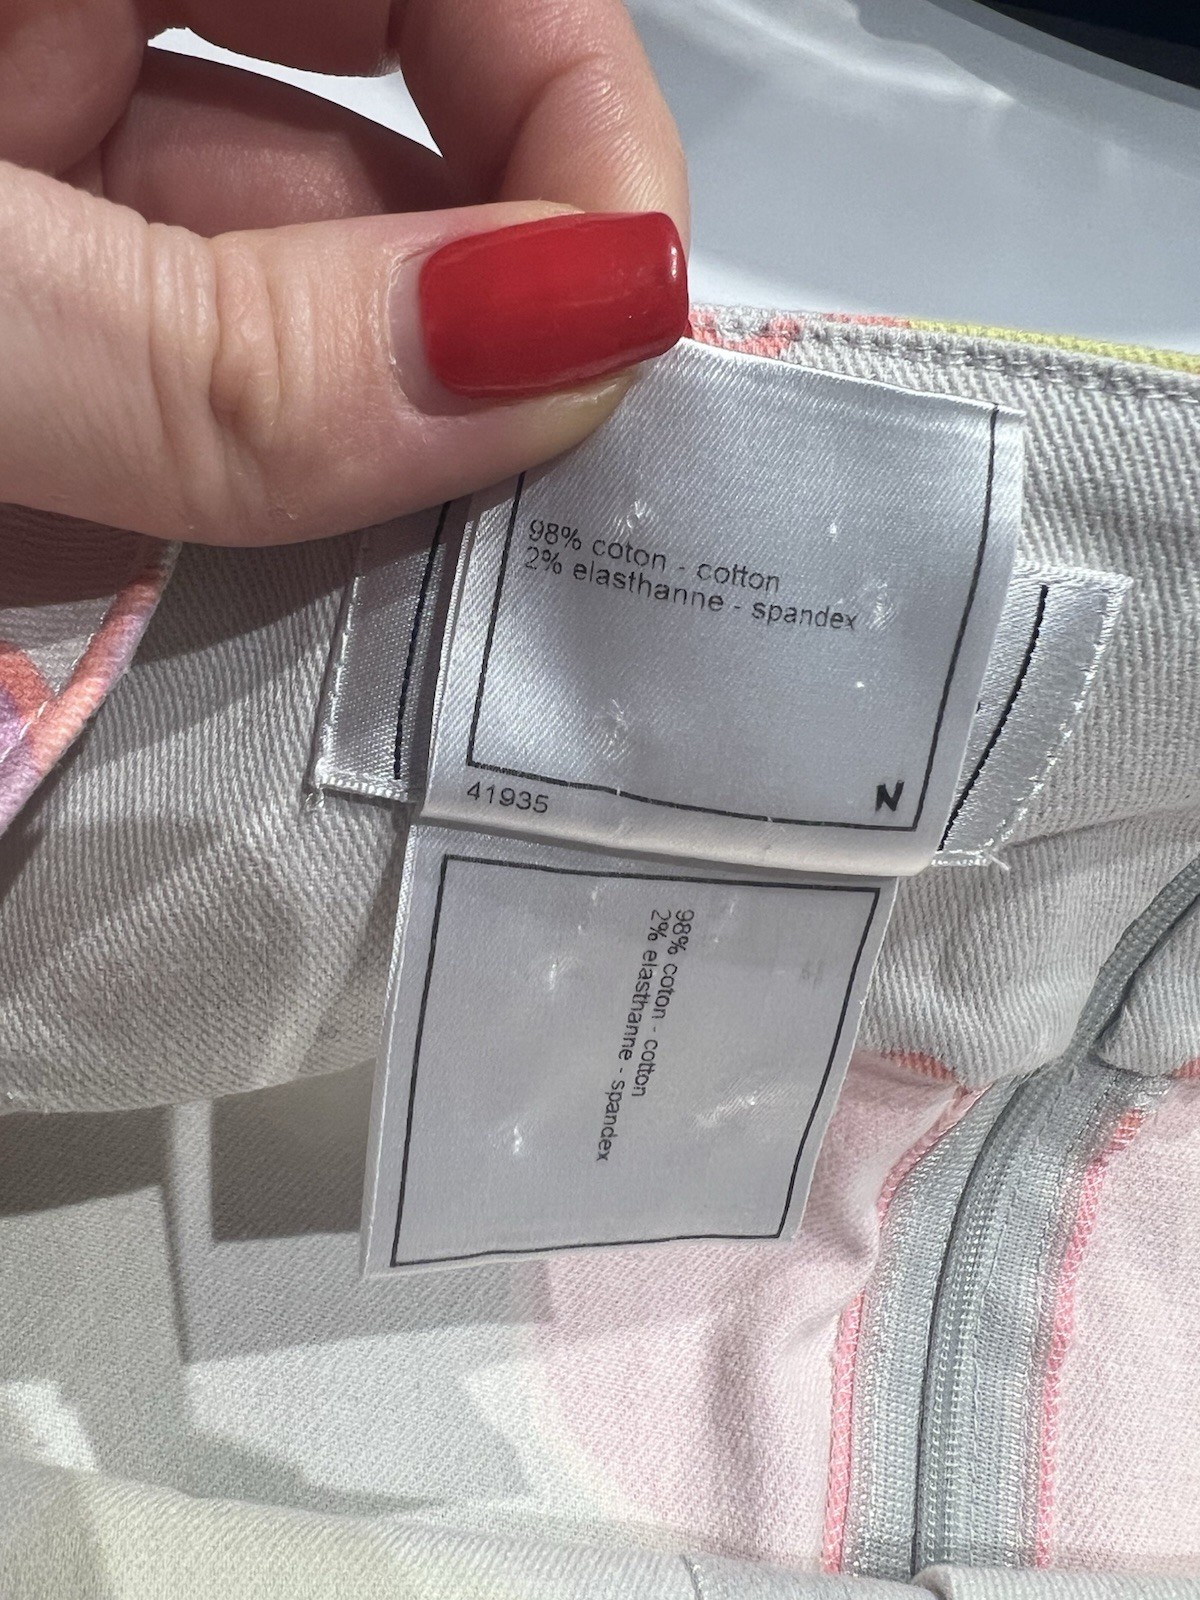 98% coton - cotton
2% elasthanne - spandex
41935
N
98% coton - cotton
2% elasthanne - spandex